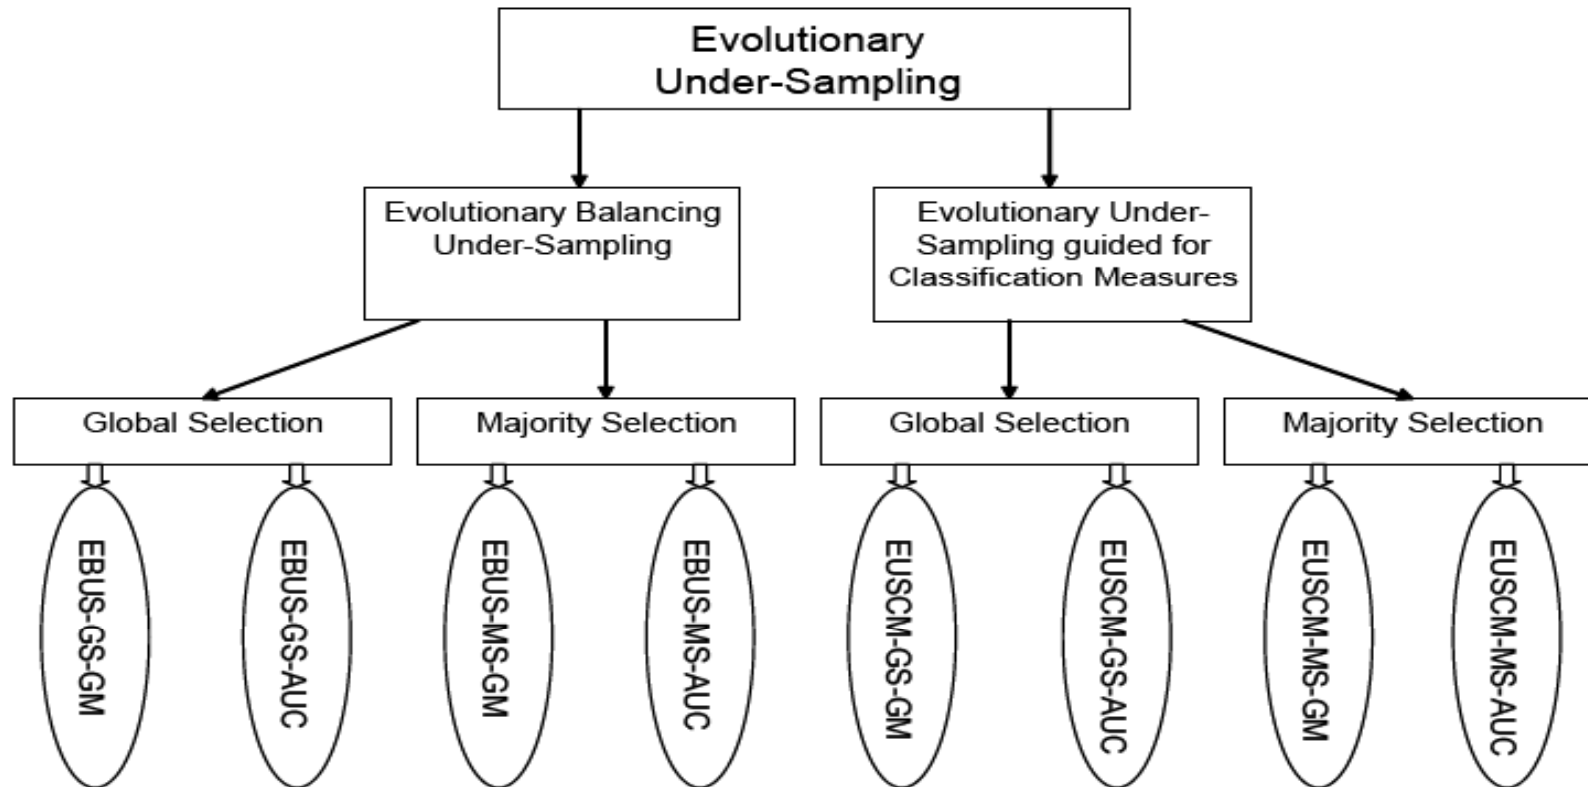 Evolutionary
Under-Sampling
Evolutionary Balancing
Under-Sampling
Evolutionary Under-
Sampling guided for
Classification Measures
Global Selection
Majority Selection
Global Selection
Majority Selection
EBUS-GS-GM
EBUS-GS-AUC
EBUS-MS-GM
EBUS-MS-AUC
EUSCM-GS-GM
EUSCM-GS-AUC
EUSCM-MS-GM
EUSCM-MS-AUC